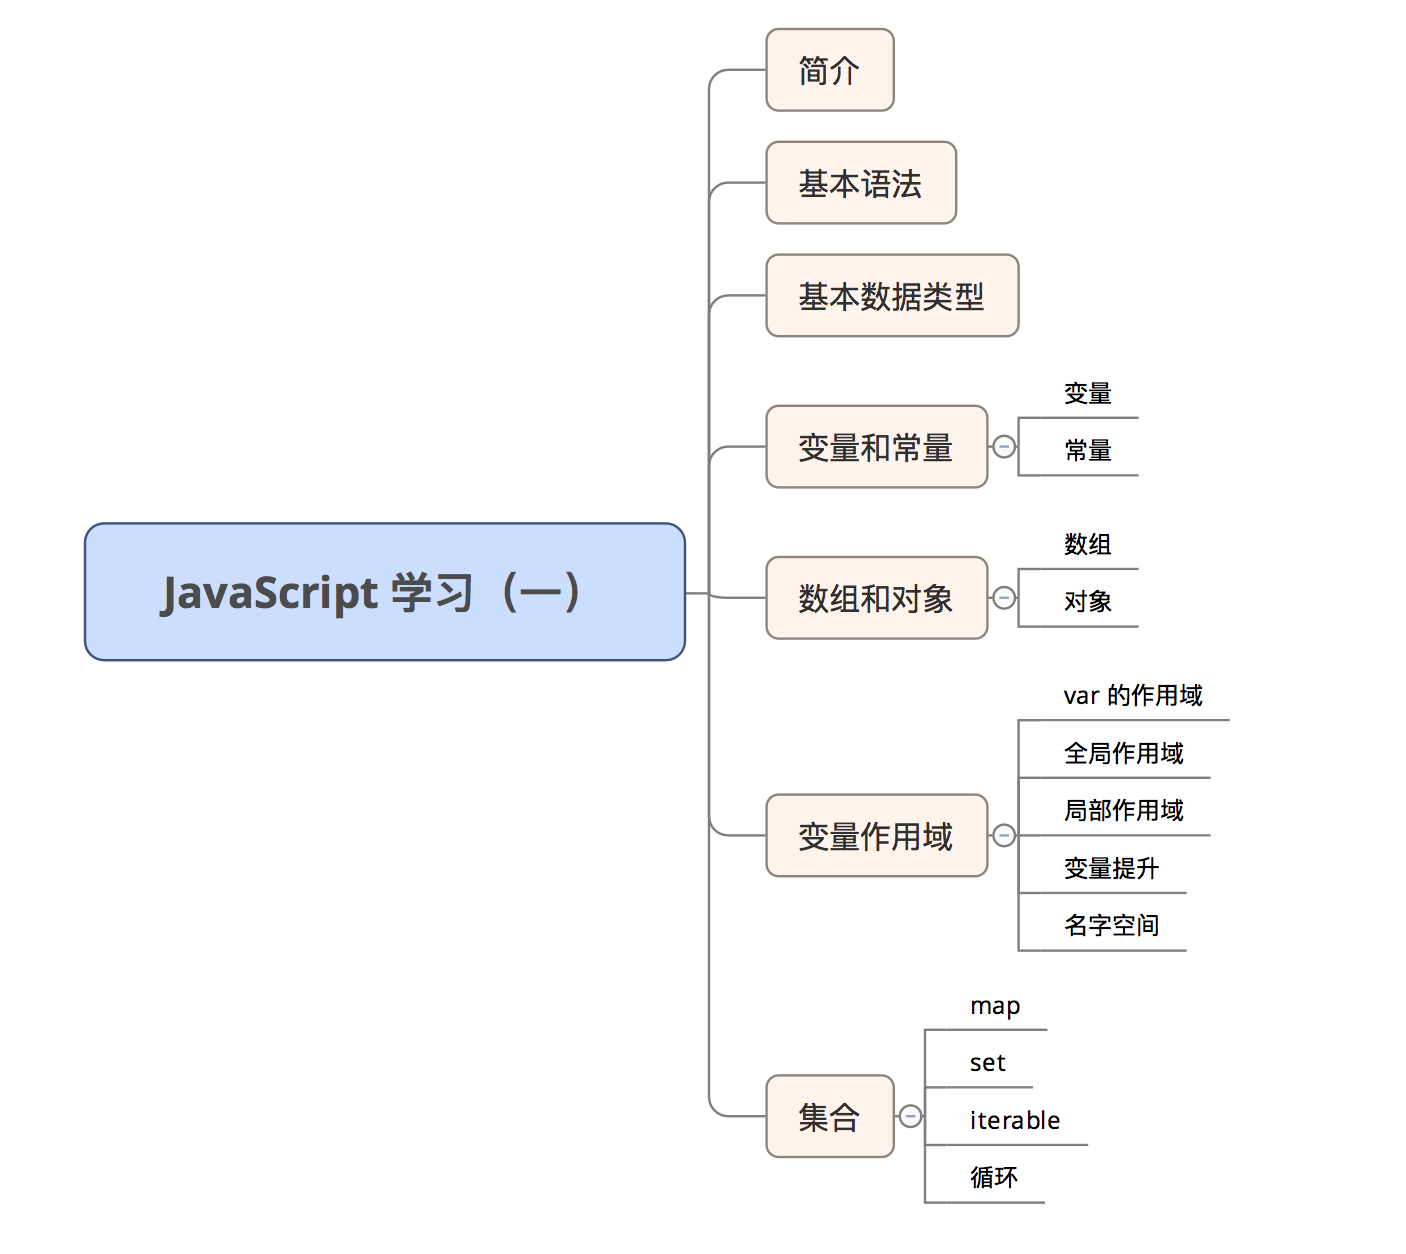 JavaScript 学习（一）
简介
基本语法
基本数据类型
变量和常量
变量
常量
数组和对象
数组
对象
变量作用域
var 的作用域
全局作用域
局部作用域
变量提升
名字空间
集合
map
set
iterable
循环